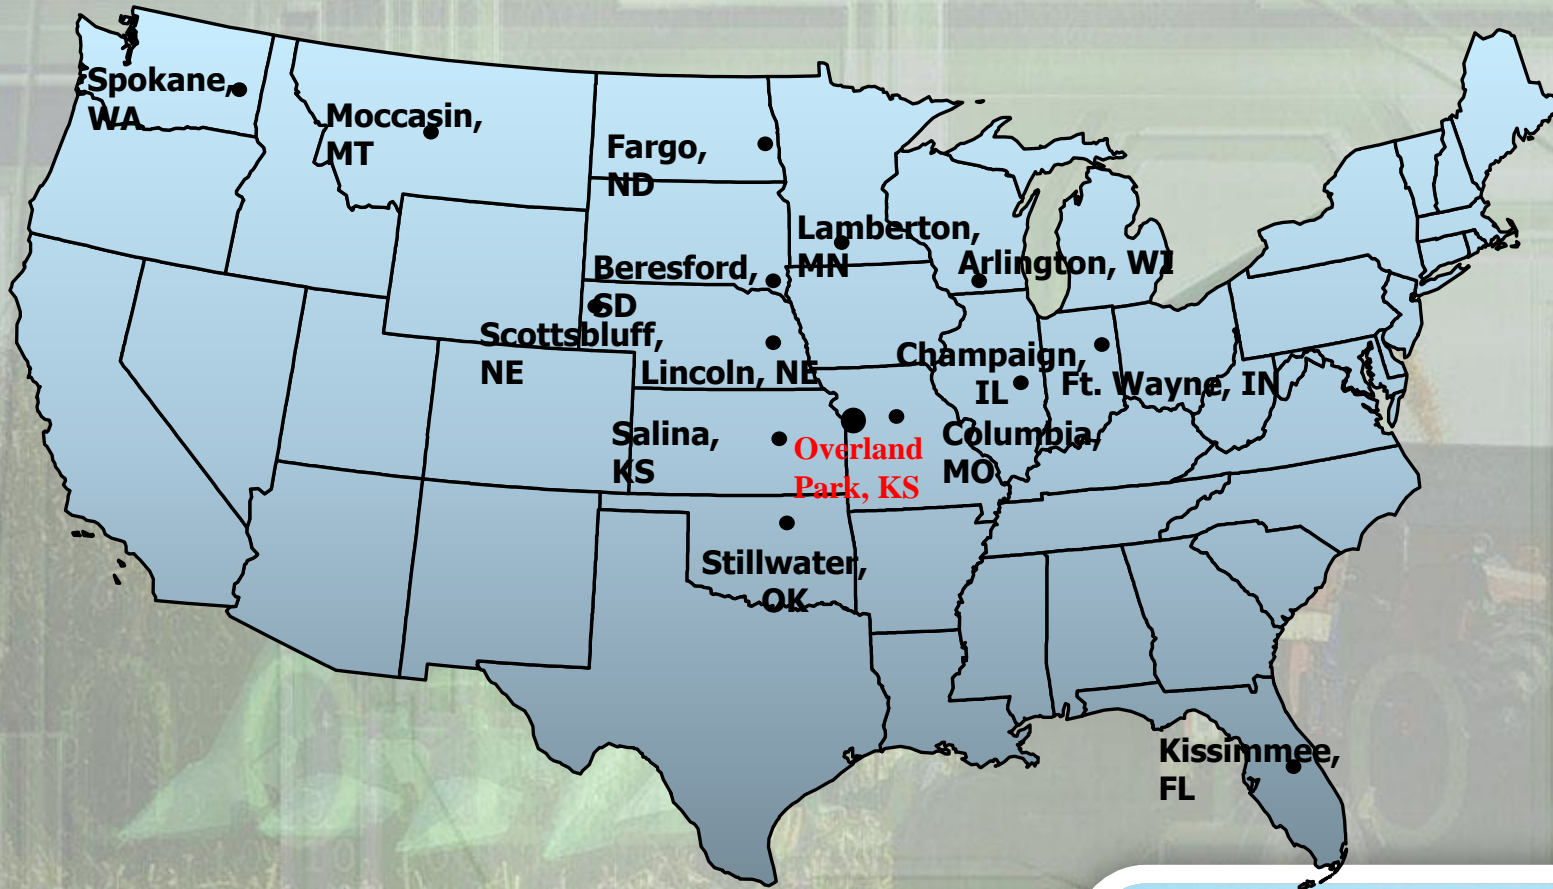 Spokane,
WA
Moccasin,
MT
Fargo,
ND
Lamberton,
MN
Arlington, WI
Beresford,
SD
Scottsbluff,
NE
Lincoln, NE
Champaign,
IL
Ft. Wayne, IN
Salina,
KS
Overland
Park, KS
Columbia,
MO
Stillwater,
OK
Kissimmee,
FL